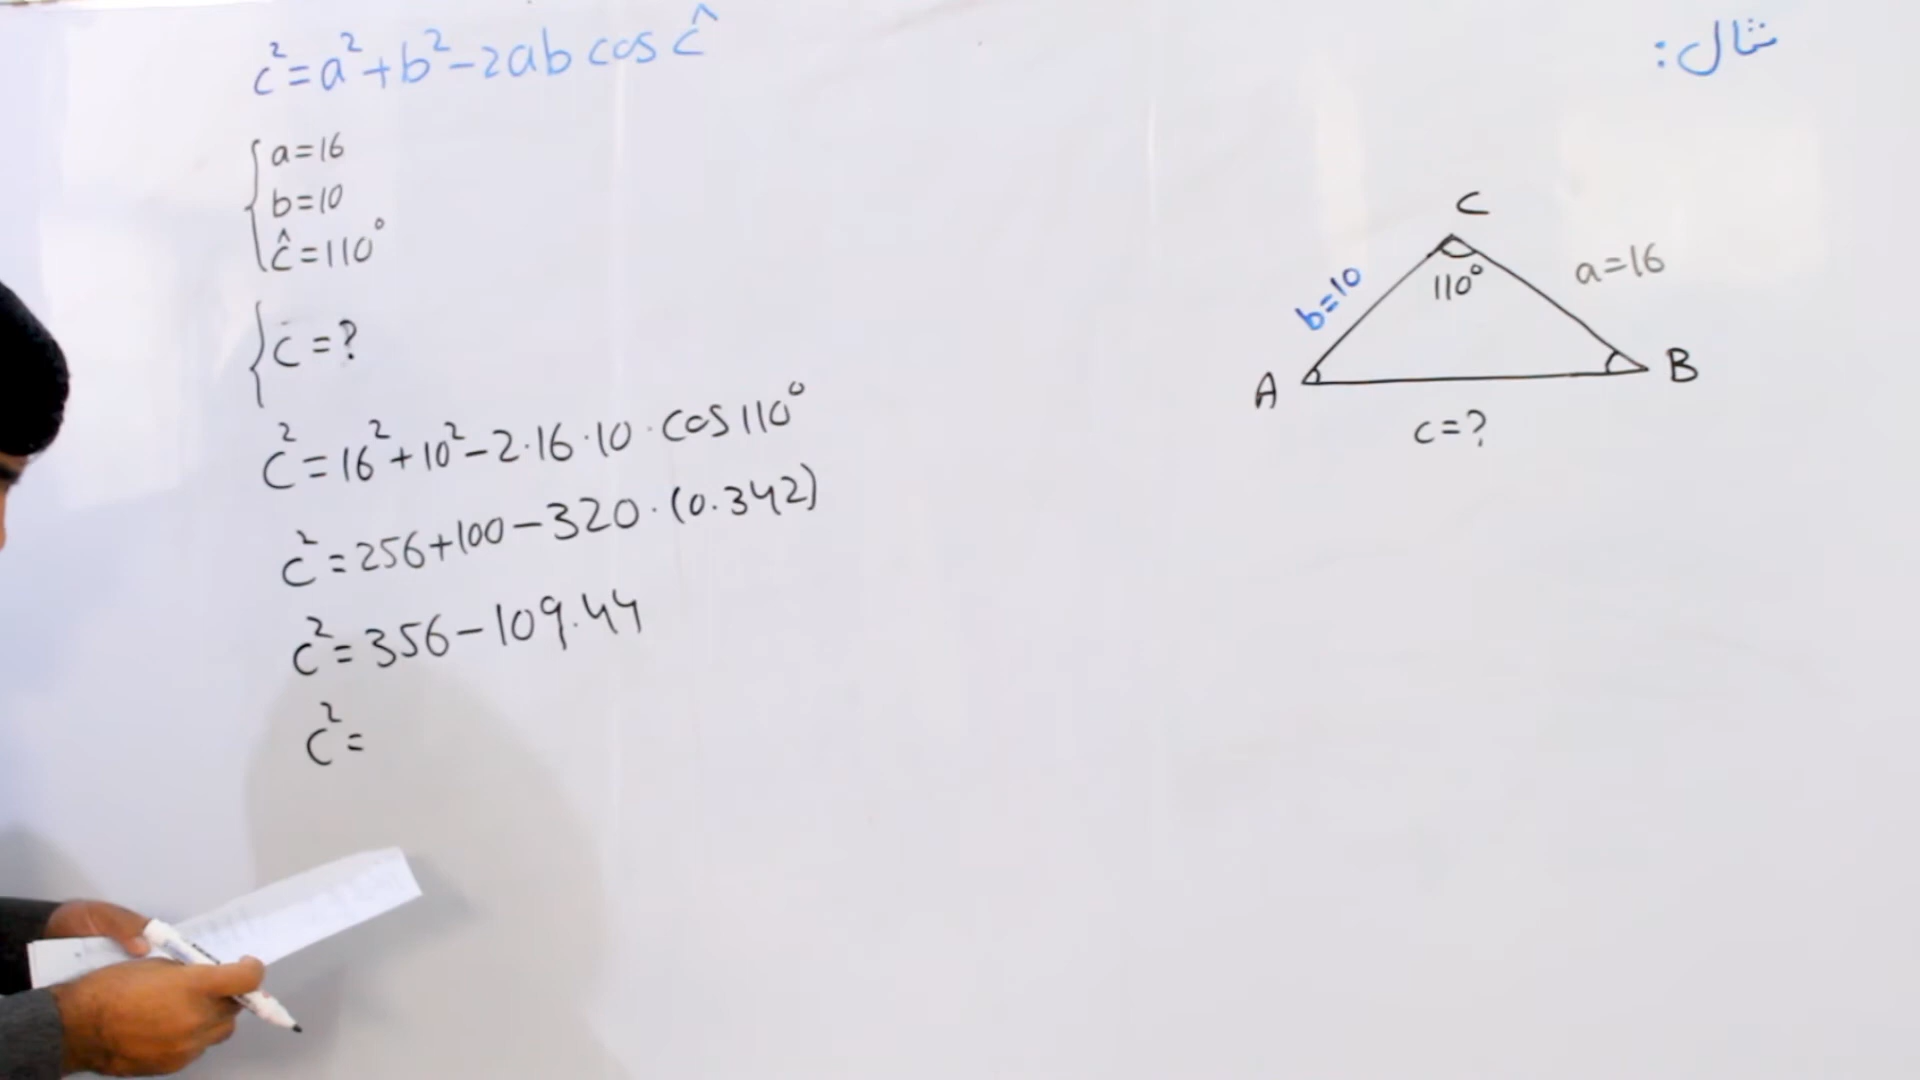 c² = a² + b² - 2ab cos ĉ
مثال:
a = 16
b = 10
ĉ = 110°
c = ?
c² = 16² + 10² - 2·16·10·cos 110°
c² = 256 + 100 - 320·(0.342)
c² = 356 - 109.44
c² =
C
b = 10
110°
a = 16
A
B
c = ?